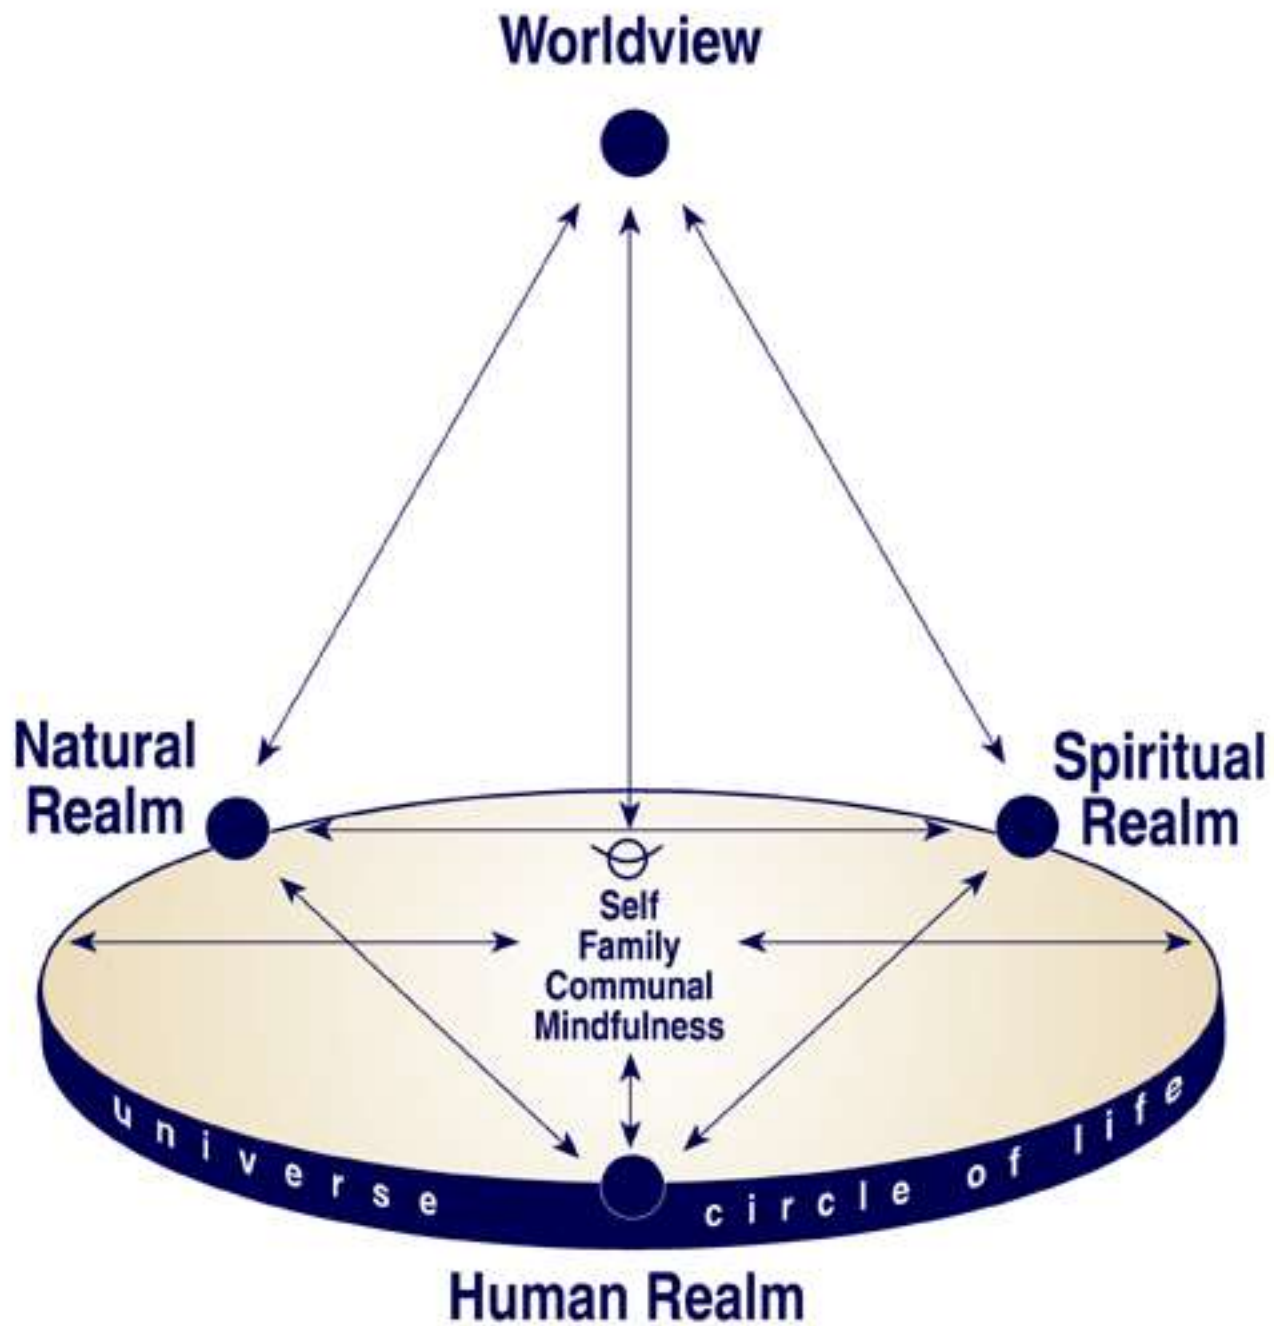 Worldview
Natural
Realm
Spiritual
Realm
Self
Family
Communal
Mindfulness
universe circle of life
Human Realm